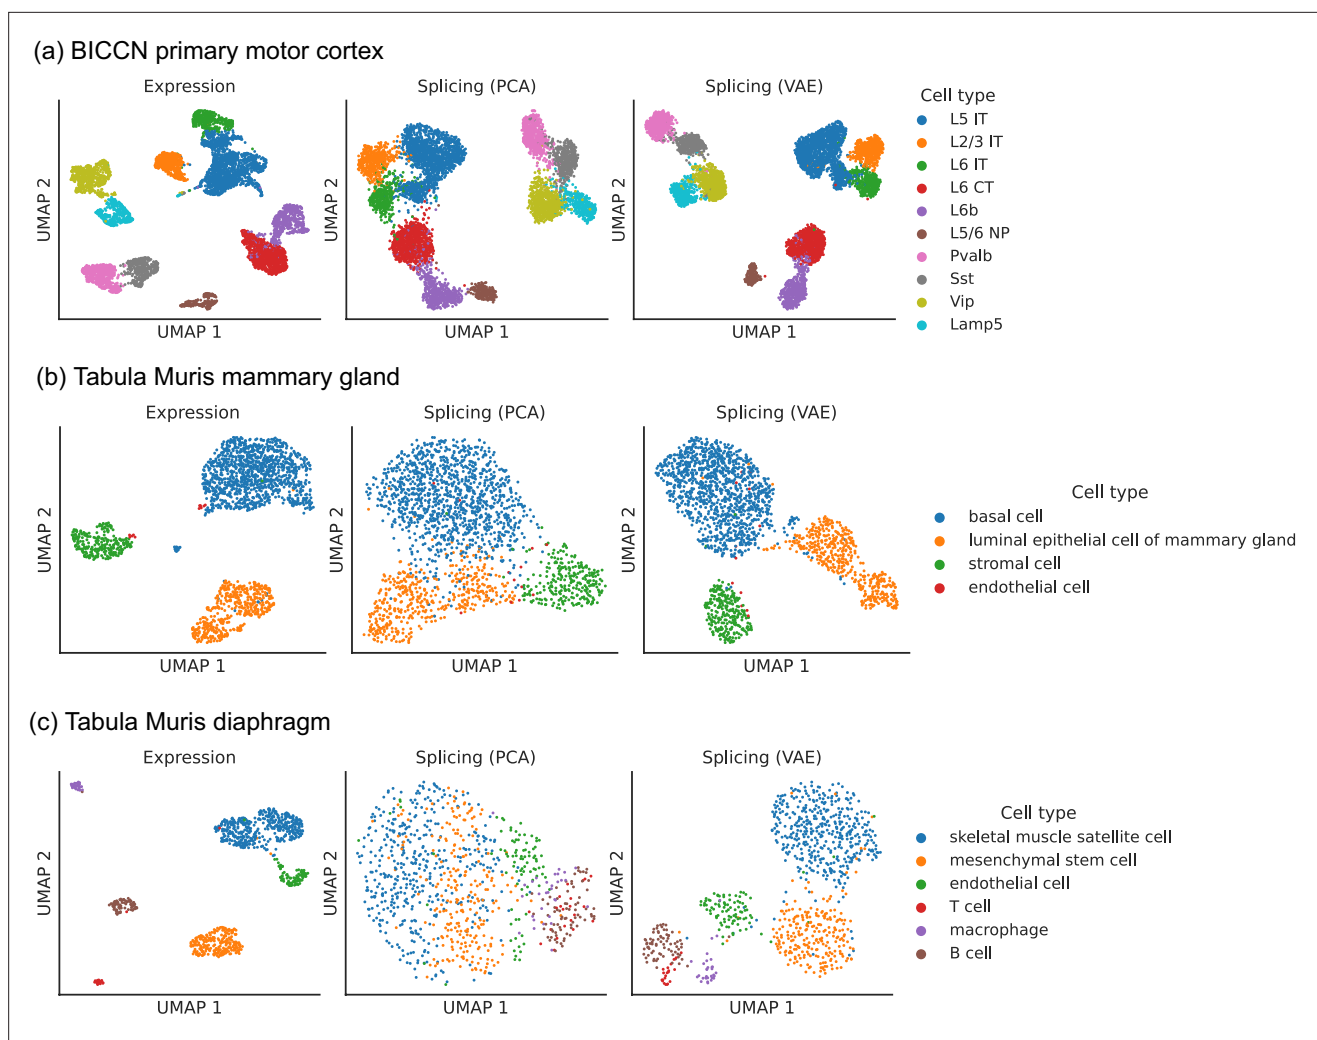 (a) BICCN primary motor cortex
Expression
Splicing (PCA)
Splicing (VAE)
UMAP 2
UMAP 1
UMAP 2
UMAP 1
UMAP 2
UMAP 1
Cell type
L5 IT
L2/3 IT
L6 IT
L6 CT
L6b
L5/6 NP
Pvalb
Sst
Vip
Lamp5
(b) Tabula Muris mammary gland
Expression
Splicing (PCA)
Splicing (VAE)
UMAP 2
UMAP 1
UMAP 2
UMAP 1
UMAP 2
UMAP 1
Cell type
basal cell
luminal epithelial cell of mammary gland
stromal cell
endothelial cell
(c) Tabula Muris diaphragm
Expression
Splicing (PCA)
Splicing (VAE)
UMAP 2
UMAP 1
UMAP 2
UMAP 1
UMAP 2
UMAP 1
Cell type
skeletal muscle satellite cell
mesenchymal stem cell
endothelial cell
T cell
macrophage
B cell